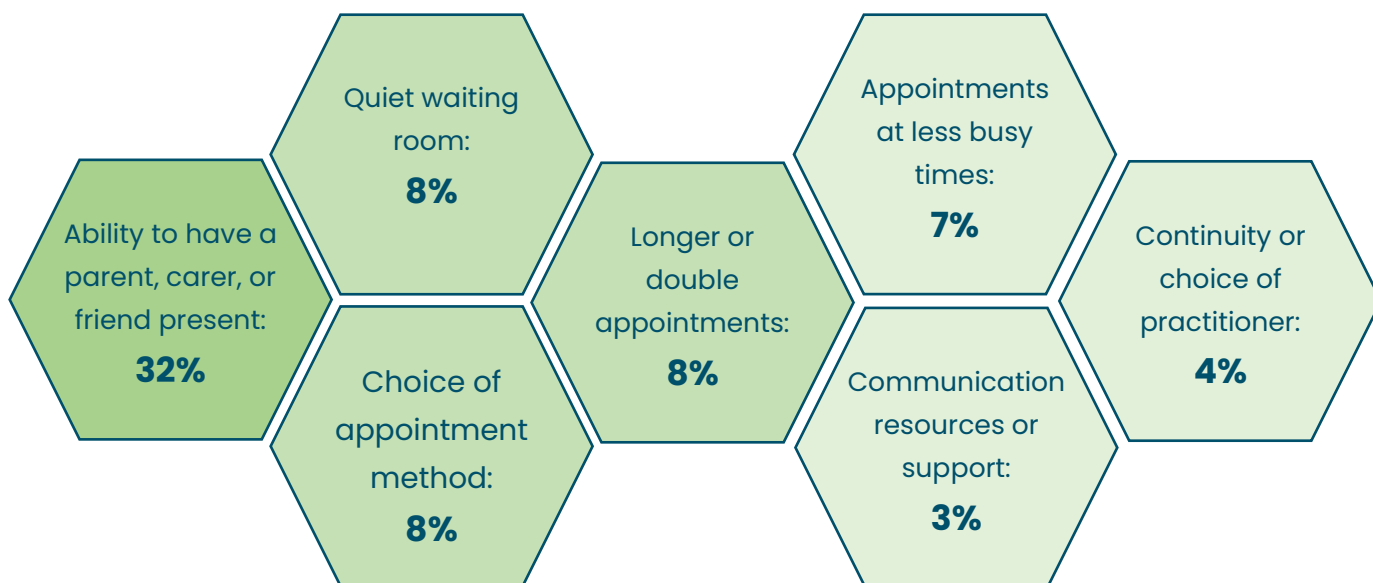 Ability to have a
parent, carer, or
friend present:
32%
Quiet waiting
room:
8%
Choice of
appointment
method:
8%
Longer or
double
appointments:
8%
Appointments
at less busy
times:
7%
Communication
resources or
support:
3%
Continuity or
choice of
practitioner:
4%